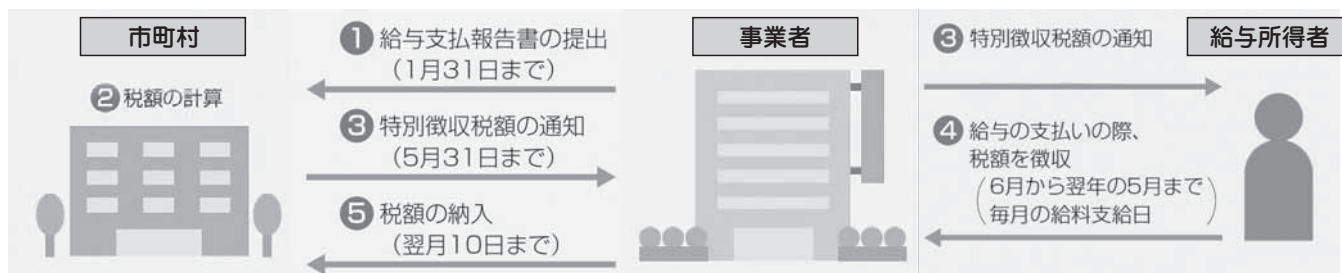 市町村
❷税額の計算
❶給与支払報告書の提出
(1月31日まで)
❸特別徴収税額の通知
(5月31日まで)
❺税額の納入
(翌月10日まで)
事業者
❸特別徴収税額の通知
給与所得者
❹給与の支払いの際、
税額を徴収
(6月から翌年の5月まで
毎月の給料支給日)